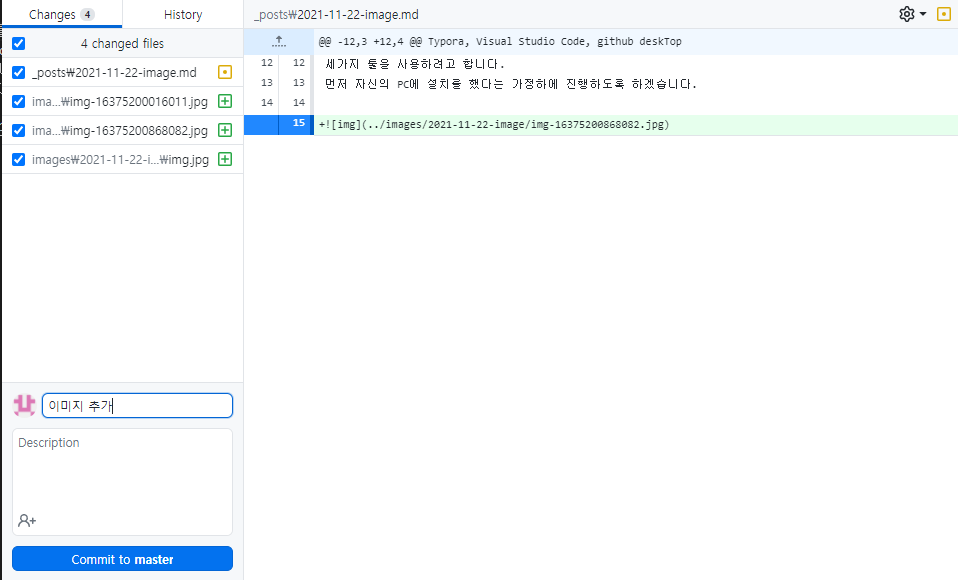 Changes 4 History
4 changed files
_posts₩2021-11-22-image.md
ima...₩img-16375200016011.jpg
ima...₩img-16375200868082.jpg
images₩2021-11-22-i...₩img.jpg
이미지 추가
Description
Commit to master
_posts₩2021-11-22-image.md
@@ -12,3 +12,4 @@ Typora, Visual Studio Code, github deskTop
12 12 세가지 툴을 사용하려고 합니다.
13 13 먼저 자신의 PC에 설치을 했다는 가정하에 진행하도록 하겠습니다.
14 14
15 +![img](../images/2021-11-22-image/img-16375200868082.jpg)